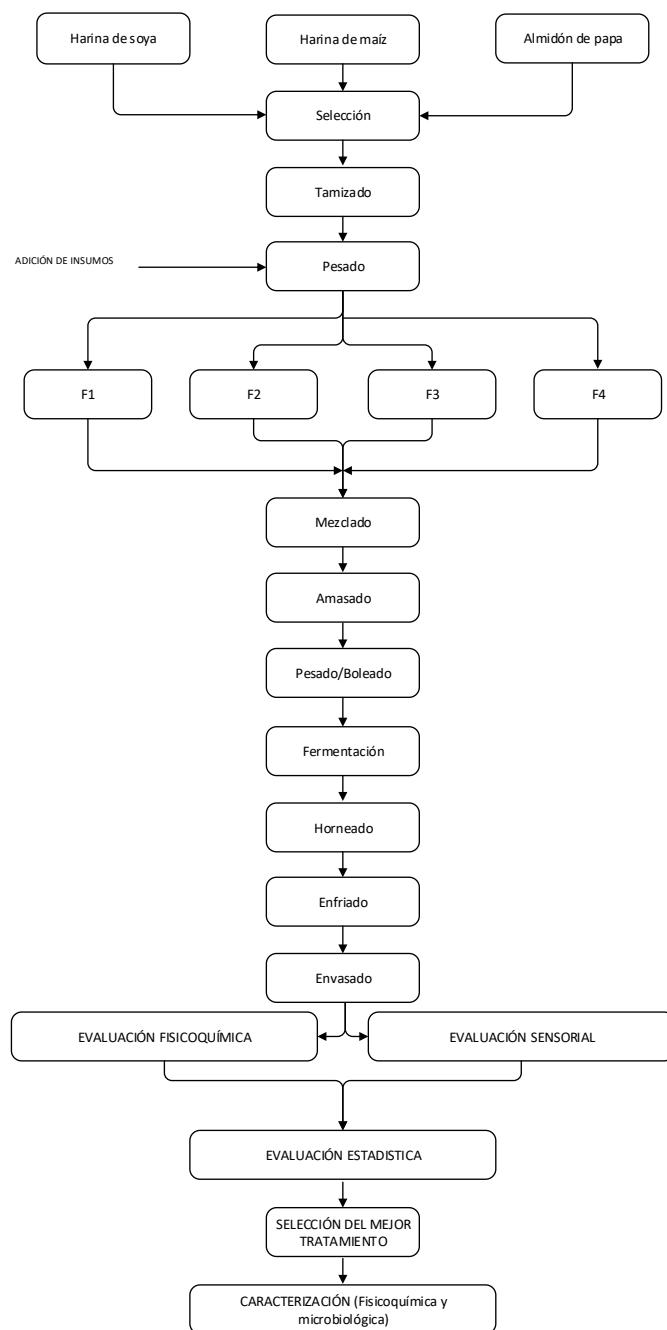 Harina de soya
Harina de maíz
Almidón de papa
Selección
Tamizado
ADICIÓN DE INSUMOS
Pesado
F1
F2
F3
F4
Mezclado
Amasado
Pesado/Boleado
Fermentación
Horneado
Enfriado
Envasado
EVALUACIÓN FISICOQUÍMICA
EVALUACIÓN SENSORIAL
EVALUACIÓN ESTADISTICA
SELECCIÓN DEL MEJOR
TRATAMIENTO
CARACTERIZACIÓN (Fisicoquímica y
microbiológica)